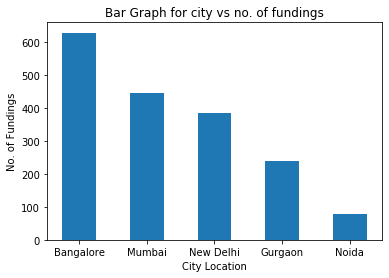 Bar Graph for city vs no. of fundings
No. of Fundings
600
500
400
300
200
100
0
Bangalore Mumbai New Delhi Gurgaon Noida
City Location